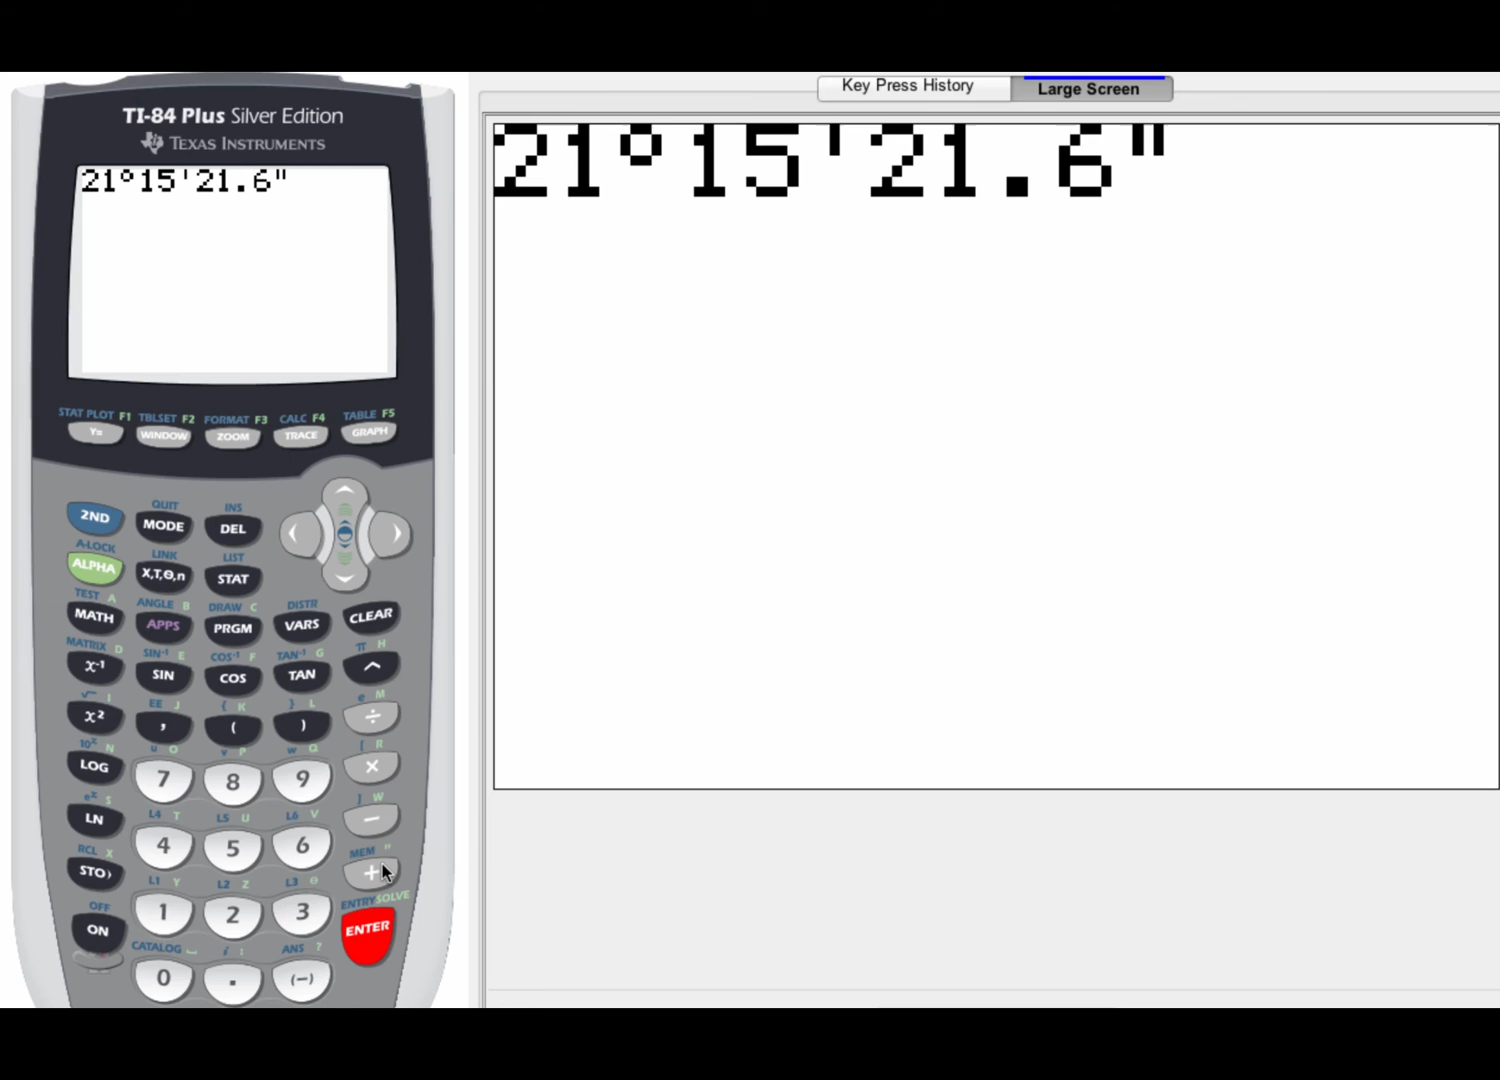 Key Press History Large Screen
TI-84 Plus Silver Edition
TEXAS INSTRUMENTS
21°15'21.6"
21°15'21.6"
STAT PLOT F1 TBLSET F2 FORMAT F3 CALC F4 TABLE F5
Y= WINDOW ZOOM TRACE GRAPH
QUIT INS
2ND MODE DEL
A-LOCK LINK LIST
ALPHA X,T,Θ,n STAT
TEST A ANGLE B DRAW C DISTR
MATH APPS PRGM VARS CLEAR
MATRIX D SIN⁻¹ E COS⁻¹ F TAN⁻¹ G π H
x⁻¹ SIN COS TAN ^
√ I EE J { K } L e M
x² , ( ) ÷
10ˣ N u O v P w Q [ R
LOG 7 8 9 ×
eˣ S L4 T L5 U L6 V ] W
LN 4 5 6 −
RCL X L1 Y L2 Z L3 θ MEM "
STO› 1 2 3 +
OFF CATALOG i : ANS ? ENTRY SOLVE
ON 0 . (−) ENTER